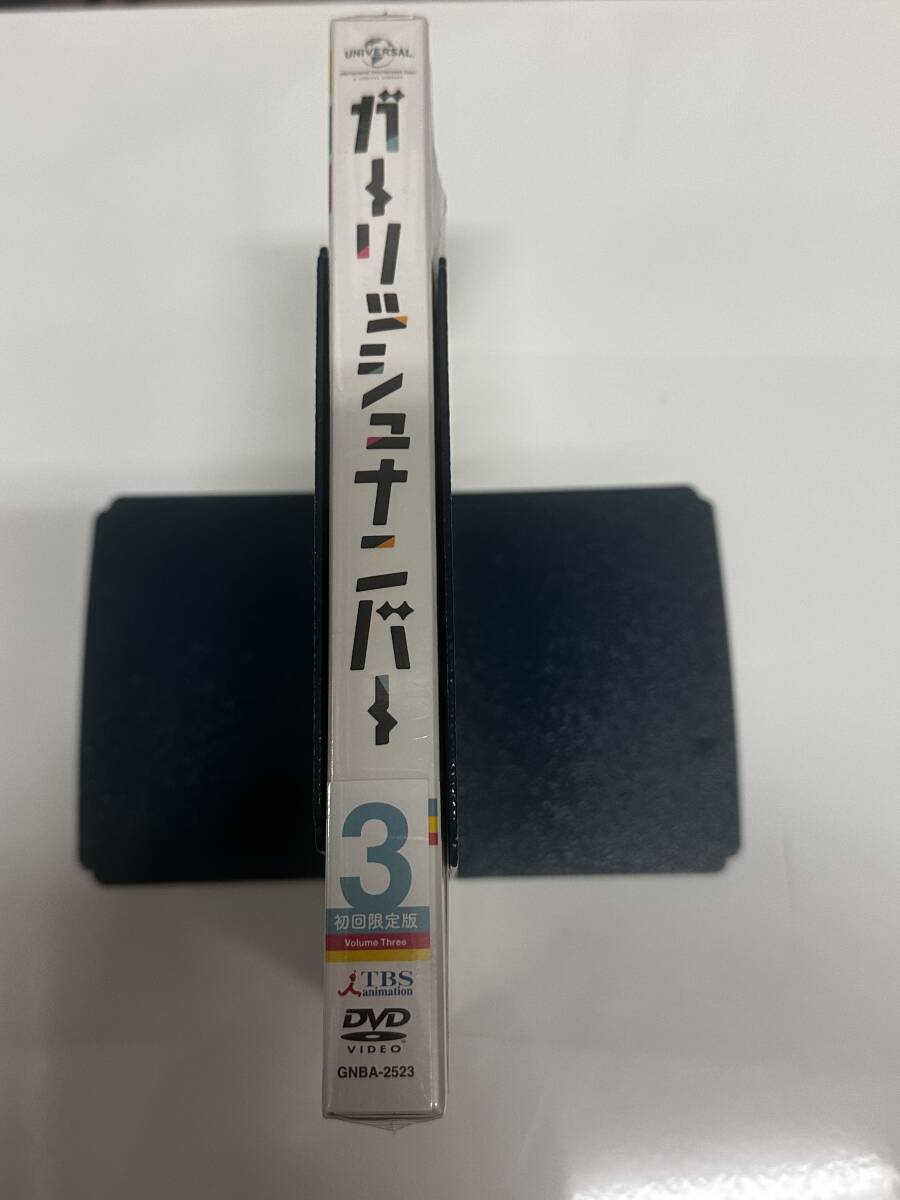 UNIVERSAL
ガーリッシュナンバー
3
初回限定版
Volume Three
TBS
animation
DVD
VIDEO
GNBA-2523